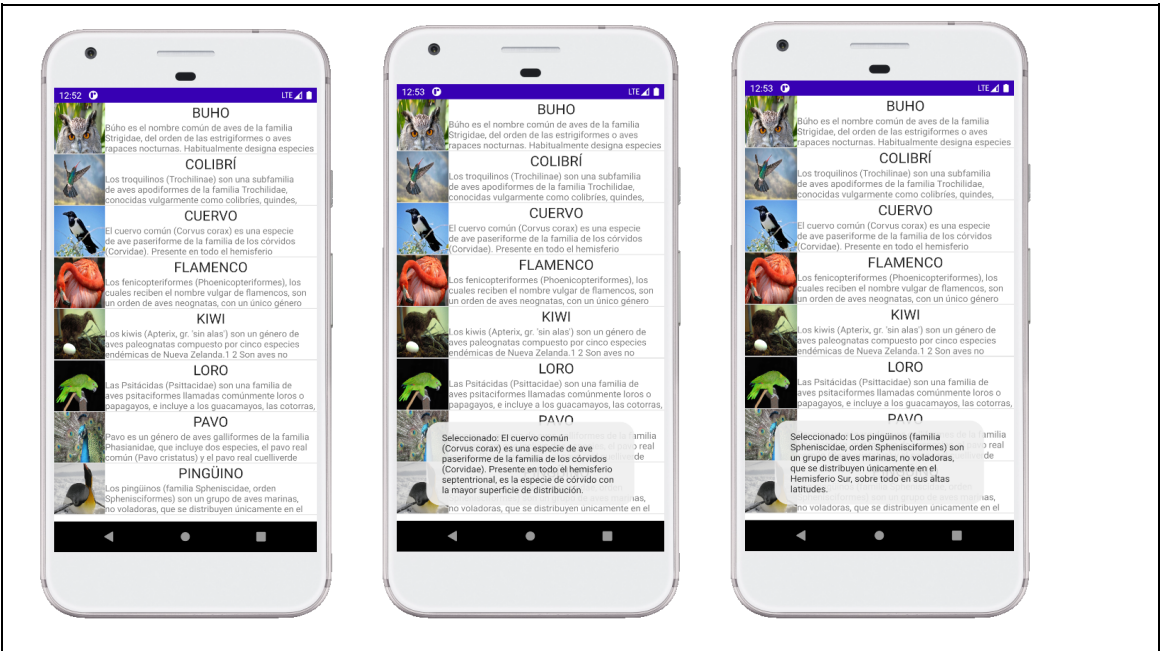 12:52 LTE
BUHO
Búho es el nombre común de aves de la familia
Strigidae, del orden de las estrigiformes o aves
rapaces nocturnas. Habitualmente designa especies
COLIBRÍ
Los troquilinos (Trochilinae) son una subfamilia
de aves apodiformes de la familia Trochilidae,
conocidas vulgarmente como colibríes, quindes,
CUERVO
El cuervo común (Corvus corax) es una especie
de ave paseriforme de la familia de los córvidos
(Corvidae). Presente en todo el hemisferio
FLAMENCO
Los fenicopteriformes (Phoenicopteriformes), los
cuales reciben el nombre vulgar de flamencos, son
un orden de aves neognatas, con un único género
KIWI
Los kiwis (Apterix, gr. 'sin alas') son un género de
aves paleognatas compuesto por cinco especies
endémicas de Nueva Zelanda.1 2 Son aves no
LORO
Las Psitácidas (Psittacidae) son una familia de
aves psitaciformes llamadas comúnmente loros o
papagayos, e incluye a los guacamayos, las cotorras,
PAVO
Pavo es un género de aves galliformes de la familia
Phasianidae, que incluye dos especies, el pavo real
común (Pavo cristatus) y el pavo real cuelliverde
PINGÜINO
Los pingüinos (familia Spheniscidae, orden
Sphenisciformes) son un grupo de aves marinas,
no voladoras, que se distribuyen únicamente en el
12:53 LTE
BUHO
Búho es el nombre común de aves de la familia
Strigidae, del orden de las estrigiformes o aves
rapaces nocturnas. Habitualmente designa especies
COLIBRÍ
Los troquilinos (Trochilinae) son una subfamilia
de aves apodiformes de la familia Trochilidae,
conocidas vulgarmente como colibríes, quindes,
CUERVO
El cuervo común (Corvus corax) es una especie
de ave paseriforme de la familia de los córvidos
(Corvidae). Presente en todo el hemisferio
FLAMENCO
Los fenicopteriformes (Phoenicopteriformes), los
cuales reciben el nombre vulgar de flamencos, son
un orden de aves neognatas, con un único género
KIWI
Los kiwis (Apterix, gr. 'sin alas') son un género de
aves paleognatas compuesto por cinco especies
endémicas de Nueva Zelanda.1 2 Son aves no
LORO
Las Psitácidas (Psittacidae) son una familia de
aves psitaciformes llamadas comúnmente loros o
papagayos, e incluye a los guacamayos, las cotorras,
PAVO
Seleccionado: El cuervo común
(Corvus corax) es una especie de ave
paseriforme de la familia de los córvidos
(Corvidae). Presente en todo el hemisferio
septentrional, es la especie de córvido con
la mayor superficie de distribución.
no voladoras, que se distribuyen únicamente en el
12:53 LTE
BUHO
Búho es el nombre común de aves de la familia
Strigidae, del orden de las estrigiformes o aves
rapaces nocturnas. Habitualmente designa especies
COLIBRÍ
Los troquilinos (Trochilinae) son una subfamilia
de aves apodiformes de la familia Trochilidae,
conocidas vulgarmente como colibríes, quindes,
CUERVO
El cuervo común (Corvus corax) es una especie
de ave paseriforme de la familia de los córvidos
(Corvidae). Presente en todo el hemisferio
FLAMENCO
Los fenicopteriformes (Phoenicopteriformes), los
cuales reciben el nombre vulgar de flamencos, son
un orden de aves neognatas, con un único género
KIWI
Los kiwis (Apterix, gr. 'sin alas') son un género de
aves paleognatas compuesto por cinco especies
endémicas de Nueva Zelanda.1 2 Son aves no
LORO
Las Psitácidas (Psittacidae) son una familia de
aves psitaciformes llamadas comúnmente loros o
papagayos, e incluye a los guacamayos, las cotorras,
PAVO
Seleccionado: Los pingüinos (familia
Spheniscidae, orden Sphenisciformes) son
un grupo de aves marinas, no voladoras,
que se distribuyen únicamente en el
Hemisferio Sur, sobre todo en sus altas
latitudes.
no voladoras, que se distribuyen únicamente en el